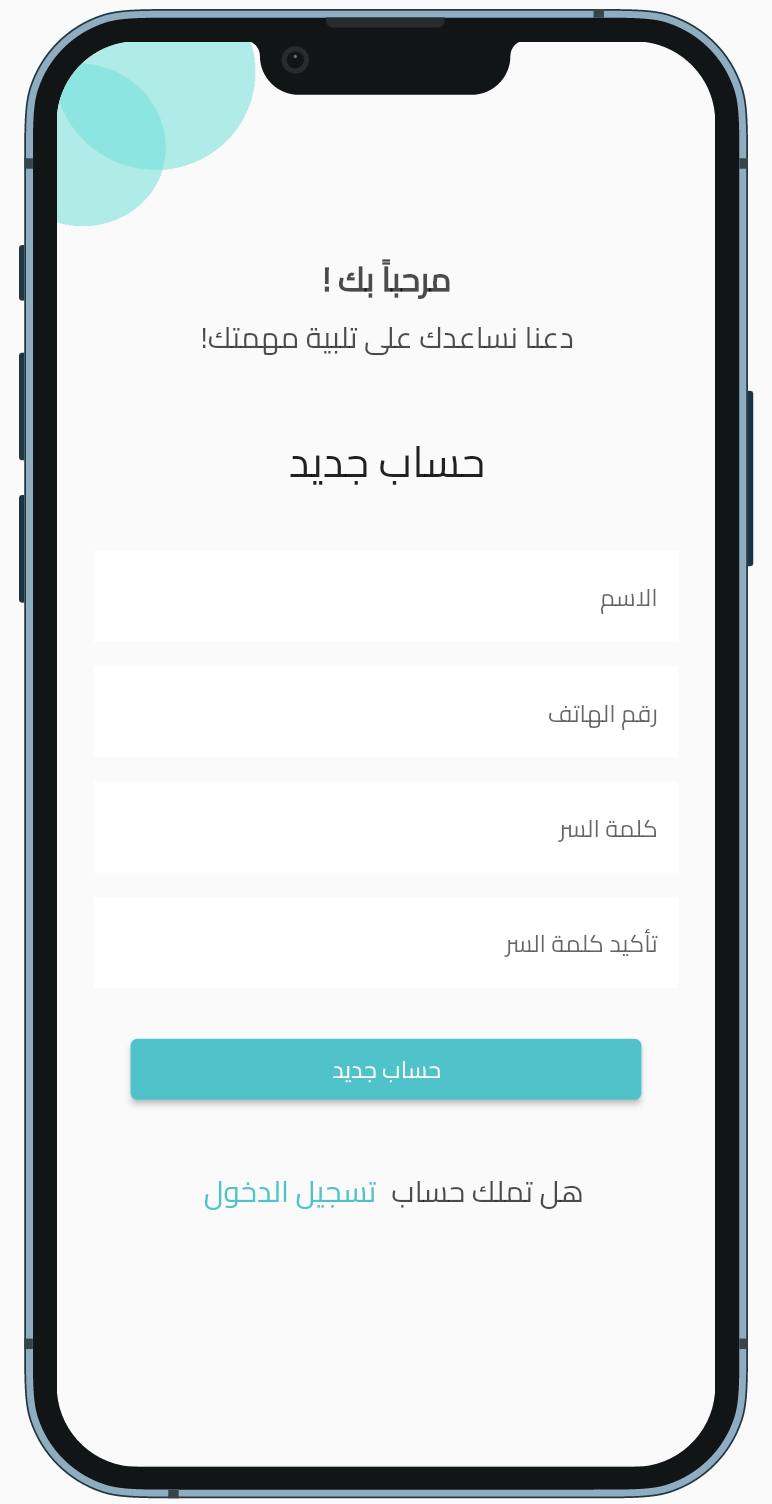 مرحباً بك !
دعنا نساعدك على تلبية مهمتك!
حساب جديد
الاسم
رقم الهاتف
كلمة السر
تأكيد كلمة السر
حساب جديد
هل تملك حساب تسجيل الدخول